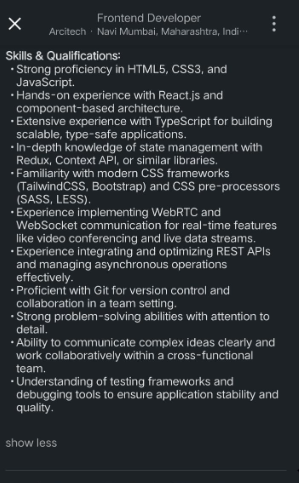 Frontend Developer
Arcitech · Navi Mumbai, Maharashtra, Indi···
Skills & Qualifications:
• Strong proficiency in HTML5, CSS3, and
JavaScript.
• Hands-on experience with React.js and
component-based architecture.
• Extensive experience with TypeScript for building
scalable, type-safe applications.
• In-depth knowledge of state management with
Redux, Context API, or similar libraries.
• Familiarity with modern CSS frameworks
(TailwindCSS, Bootstrap) and CSS pre-processors
(SASS, LESS).
• Experience implementing WebRTC and
WebSocket communication for real-time features
like video conferencing and live data streams.
• Experience integrating and optimizing REST APIs
and managing asynchronous operations
effectively.
• Proficient with Git for version control and
collaboration in a team setting.
• Strong problem-solving abilities with attention to
detail.
• Ability to communicate complex ideas clearly and
work collaboratively within a cross-functional
team.
• Understanding of testing frameworks and
debugging tools to ensure application stability and
quality.
show less